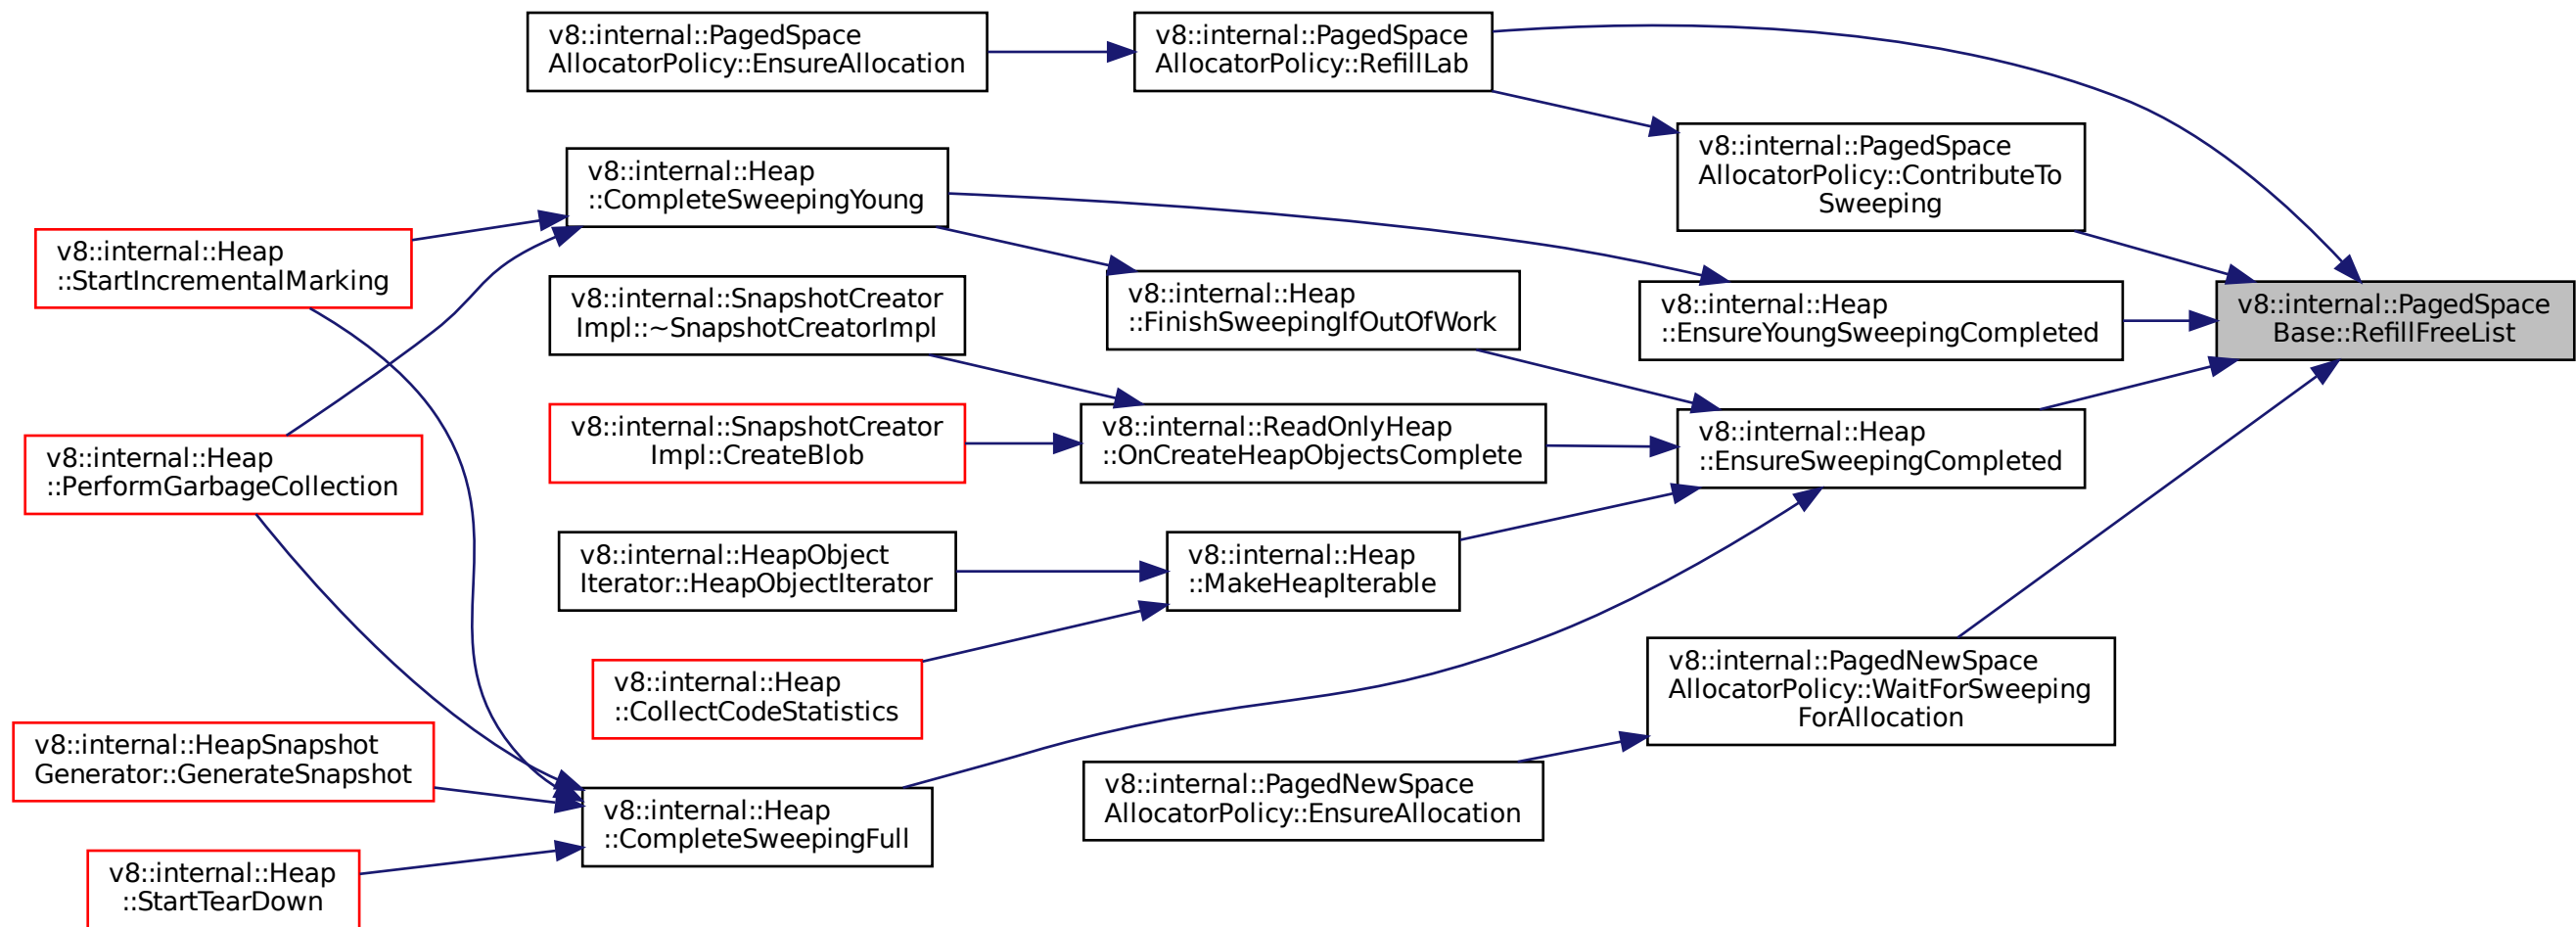 v8::internal::PagedSpace
AllocatorPolicy::EnsureAllocation
v8::internal::PagedSpace
AllocatorPolicy::RefillLab
v8::internal::PagedSpace
AllocatorPolicy::ContributeTo
Sweeping
v8::internal::Heap
::CompleteSweepingYoung
v8::internal::Heap
::StartIncrementalMarking
v8::internal::SnapshotCreator
Impl::~SnapshotCreatorImpl
v8::internal::Heap
::FinishSweepingIfOutOfWork
v8::internal::Heap
::EnsureYoungSweepingCompleted
v8::internal::PagedSpace
Base::RefillFreeList
v8::internal::Heap
::PerformGarbageCollection
v8::internal::SnapshotCreator
Impl::CreateBlob
v8::internal::ReadOnlyHeap
::OnCreateHeapObjectsComplete
v8::internal::Heap
::EnsureSweepingCompleted
v8::internal::HeapObject
Iterator::HeapObjectIterator
v8::internal::Heap
::MakeHeapIterable
v8::internal::Heap
::CollectCodeStatistics
v8::internal::PagedNewSpace
AllocatorPolicy::WaitForSweeping
ForAllocation
v8::internal::HeapSnapshot
Generator::GenerateSnapshot
v8::internal::Heap
::CompleteSweepingFull
v8::internal::PagedNewSpace
AllocatorPolicy::EnsureAllocation
v8::internal::Heap
::StartTearDown